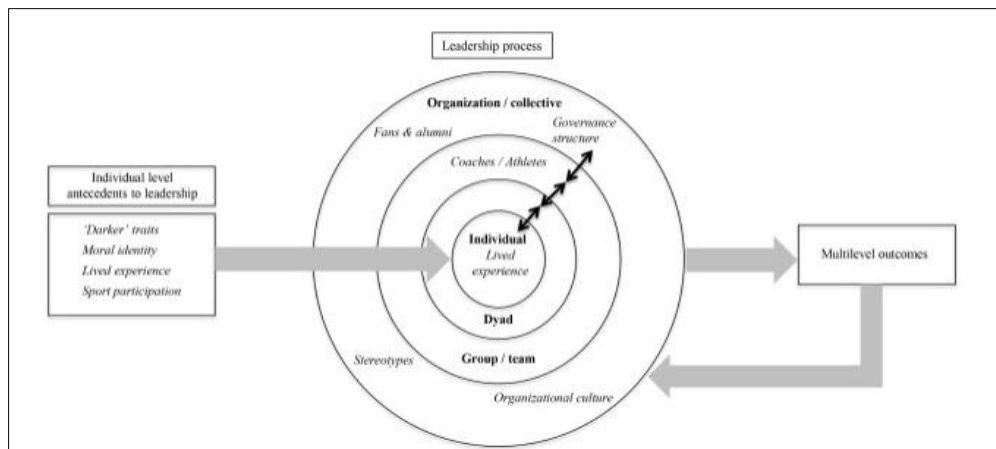 Leadership process
Organization / collective
Fans & alumni
Governance
structure
Coaches / Athletes
Individual level
antecedents to leadership
'Darker' traits
Moral identity
Lived experience
Sport participation
Individual
Lived
experience
Multilevel outcomes
Dyad
Group / team
Stereotypes
Organizational culture